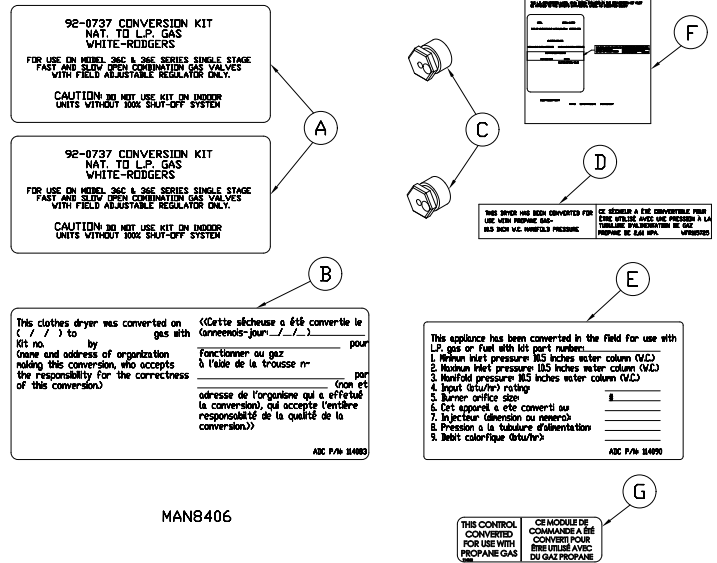 92-0737 CONVERSION KIT
NAT. TO L.P. GAS
WHITE-RODGERS
FOR USE ON MODEL 36C & 36E SERIES SINGLE STAGE
FAST AND SLOW OPEN COMBINATION GAS VALVES
WITH FIELD ADJUSTABLE REGULATOR ONLY.
CAUTION: DO NOT USE KIT ON INDOOR
UNITS WITHOUT 100% SHUT-OFF SYSTEM
A
92-0737 CONVERSION KIT
NAT. TO L.P. GAS
WHITE-RODGERS
FOR USE ON MODEL 36C & 36E SERIES SINGLE STAGE
FAST AND SLOW OPEN COMBINATION GAS VALVES
WITH FIELD ADJUSTABLE REGULATOR ONLY.
CAUTION: DO NOT USE KIT ON INDOOR
UNITS WITHOUT 100% SHUT-OFF SYSTEM
C
F
D
THIS DRYER HAS BEEN CONVERTED FOR
USE WITH PROPANE GAS-
10.5 INCH W.C. MANIFOLD PRESSURE
CE SÉCHEUR A ÉTÉ CONVERTIBLE POUR
ÊTRE UTILISÉ AVEC UNE PRESSION À LA
TUBULURE D'ALIMENTATION DE GAZ
PROPANE DE 2,61 KPA.
B
This clothes dryer was converted on
( / / ) to gas with
Kit no. by
(name and address of organization
making this conversion, who accepts
the responsibility for the correctness
of this conversion.)
<<Cette sécheuse a été convertie le
(anneemois-jour:__/__/__)
pour
fonctionner au gaz
à l'aide de la trousse n-
par
(nom et
adresse de l'organisme qui a effetué
la conversion), qui accepte l'entière
responsabilité de la qualité de la
conversion.>>
ADC P/N: 114083
E
This appliance has been converted in the field for use with
L.P. gas or fuel with kit part number:
1. Minimum inlet pressure: 10.5 inches water column (W.C.)
2. Maximum inlet pressure: 10.5 inches water column (W.C.)
3. Manifold pressure: 10.5 inches water column (W.C.)
4. Input (btu/hr) rating:
5. Burner orifice size: #
6. Cet appareil a ete converti au:
7. Injecteur (dimension ou numero):
8. Pression a la tubulure d'alimentation:
9. Debit calorfique (btu/hr):
ADC P/N: 114090
G
THIS CONTROL
CONVERTED
FOR USE WITH
PROPANE GAS
CE MODULE DE
COMMANDE A ÉTÉ
CONVERTI POUR
ÊTRE UTILISÉ AVEC
DU GAZ PROPANE
MAN8406